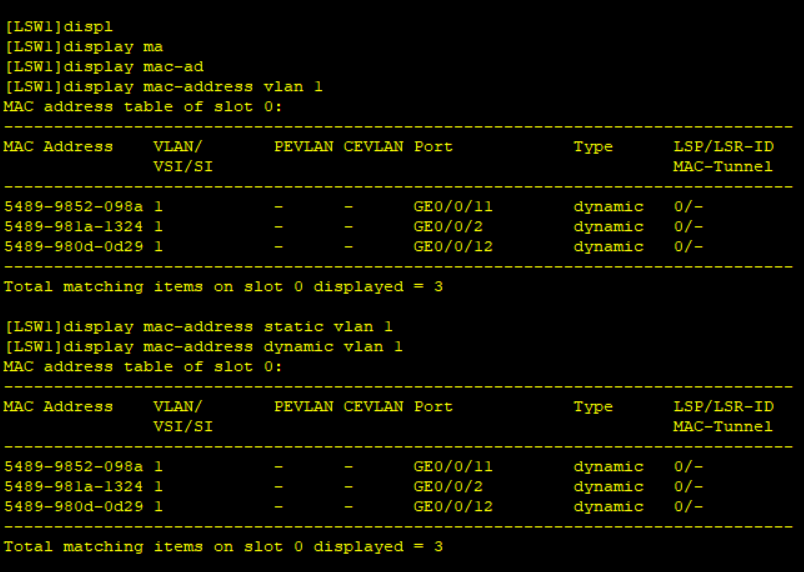 [LSW1]displ
[LSW1]display ma
[LSW1]display mac-ad
[LSW1]display mac-address vlan 1
MAC address table of slot 0:
-------------------------------------------------------------------------------
MAC Address    VLAN/       PEVLAN CEVLAN Port            Type      LSP/LSR-ID
               VSI/SI                                              MAC-Tunnel
-------------------------------------------------------------------------------
5489-9852-098a 1           -      -      GE0/0/11        dynamic   0/-
5489-981a-1324 1           -      -      GE0/0/2         dynamic   0/-
5489-980d-0d29 1           -      -      GE0/0/12        dynamic   0/-
-------------------------------------------------------------------------------
Total matching items on slot 0 displayed = 3
[LSW1]display mac-address static vlan 1
[LSW1]display mac-address dynamic vlan 1
MAC address table of slot 0:
-------------------------------------------------------------------------------
MAC Address    VLAN/       PEVLAN CEVLAN Port            Type      LSP/LSR-ID
               VSI/SI                                              MAC-Tunnel
-------------------------------------------------------------------------------
5489-9852-098a 1           -      -      GE0/0/11        dynamic   0/-
5489-981a-1324 1           -      -      GE0/0/2         dynamic   0/-
5489-980d-0d29 1           -      -      GE0/0/12        dynamic   0/-
-------------------------------------------------------------------------------
Total matching items on slot 0 displayed = 3